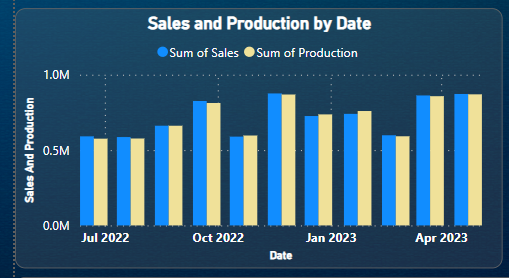 Sales and Production by Date
Sum of Sales Sum of Production
1.0M
0.5M
0.0M
Sales And Production
Jul 2022 Oct 2022 Jan 2023 Apr 2023
Date